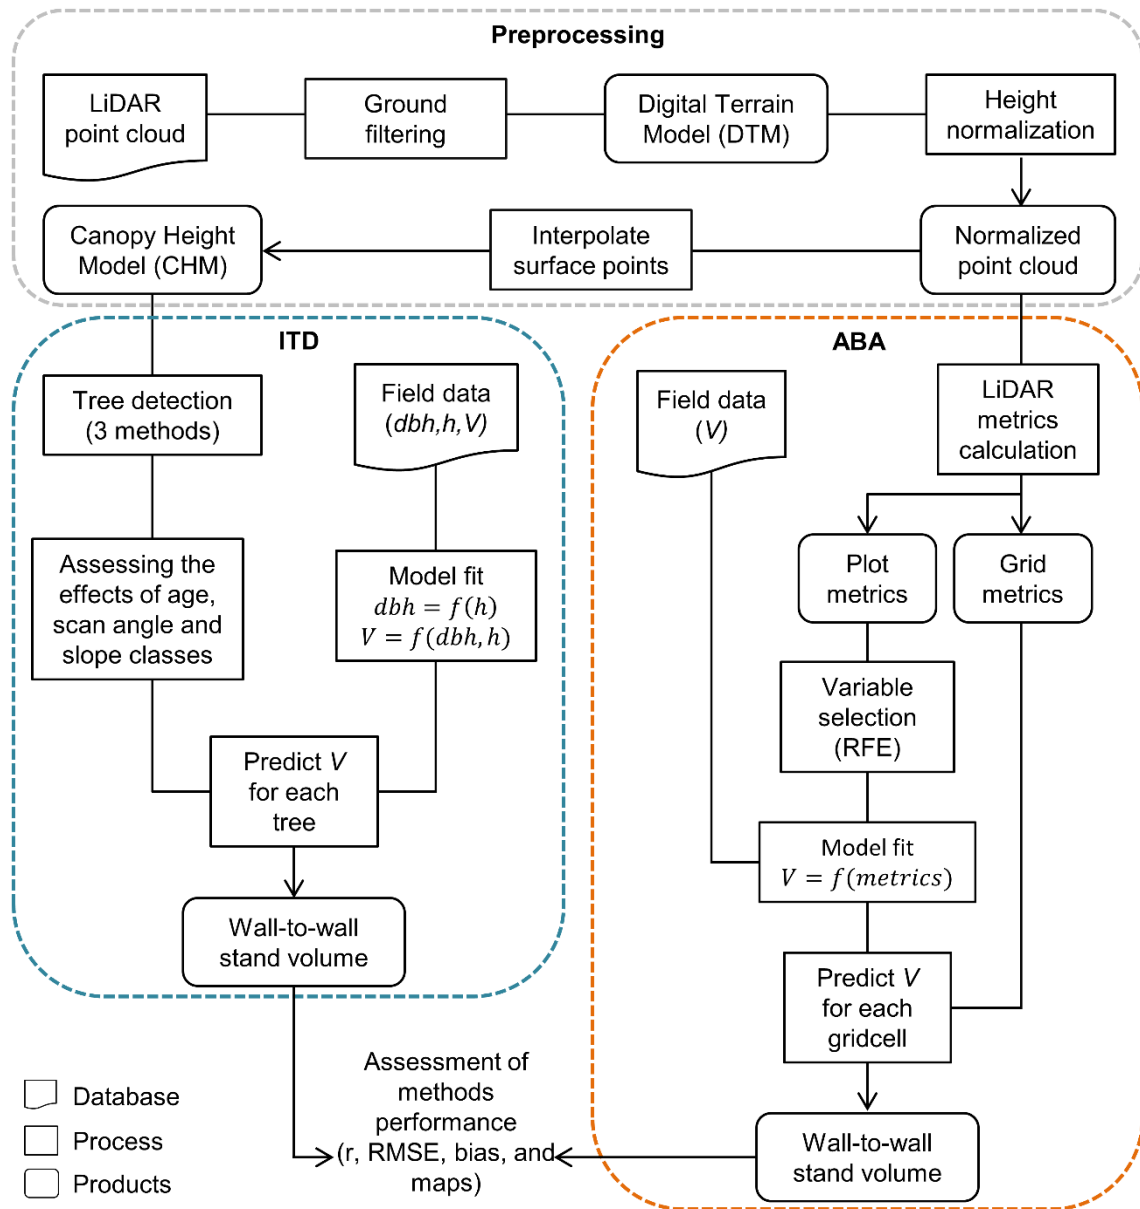 Preprocessing
LiDAR
point cloud
Ground
filtering
Digital Terrain
Model (DTM)
Height
normalization
Canopy Height
Model (CHM)
Interpolate
surface points
Normalized
point cloud
ITD
Tree detection
(3 methods)
Field data
(dbh,h,V)
Assessing the
effects of age,
scan angle and
slope classes
Model fit
dbh = f(h)
V = f(dbh, h)
Predict V
for each
tree
Wall-to-wall
stand volume
ABA
Field data
(V)
LiDAR
metrics
calculation
Plot
metrics
Grid
metrics
Variable
selection
(RFE)
Model fit
V = f(metrics)
Predict V
for each
gridcell
Wall-to-wall
stand volume
Assessment of
methods
performance
(r, RMSE, bias, and
maps)
Database
Process
Products